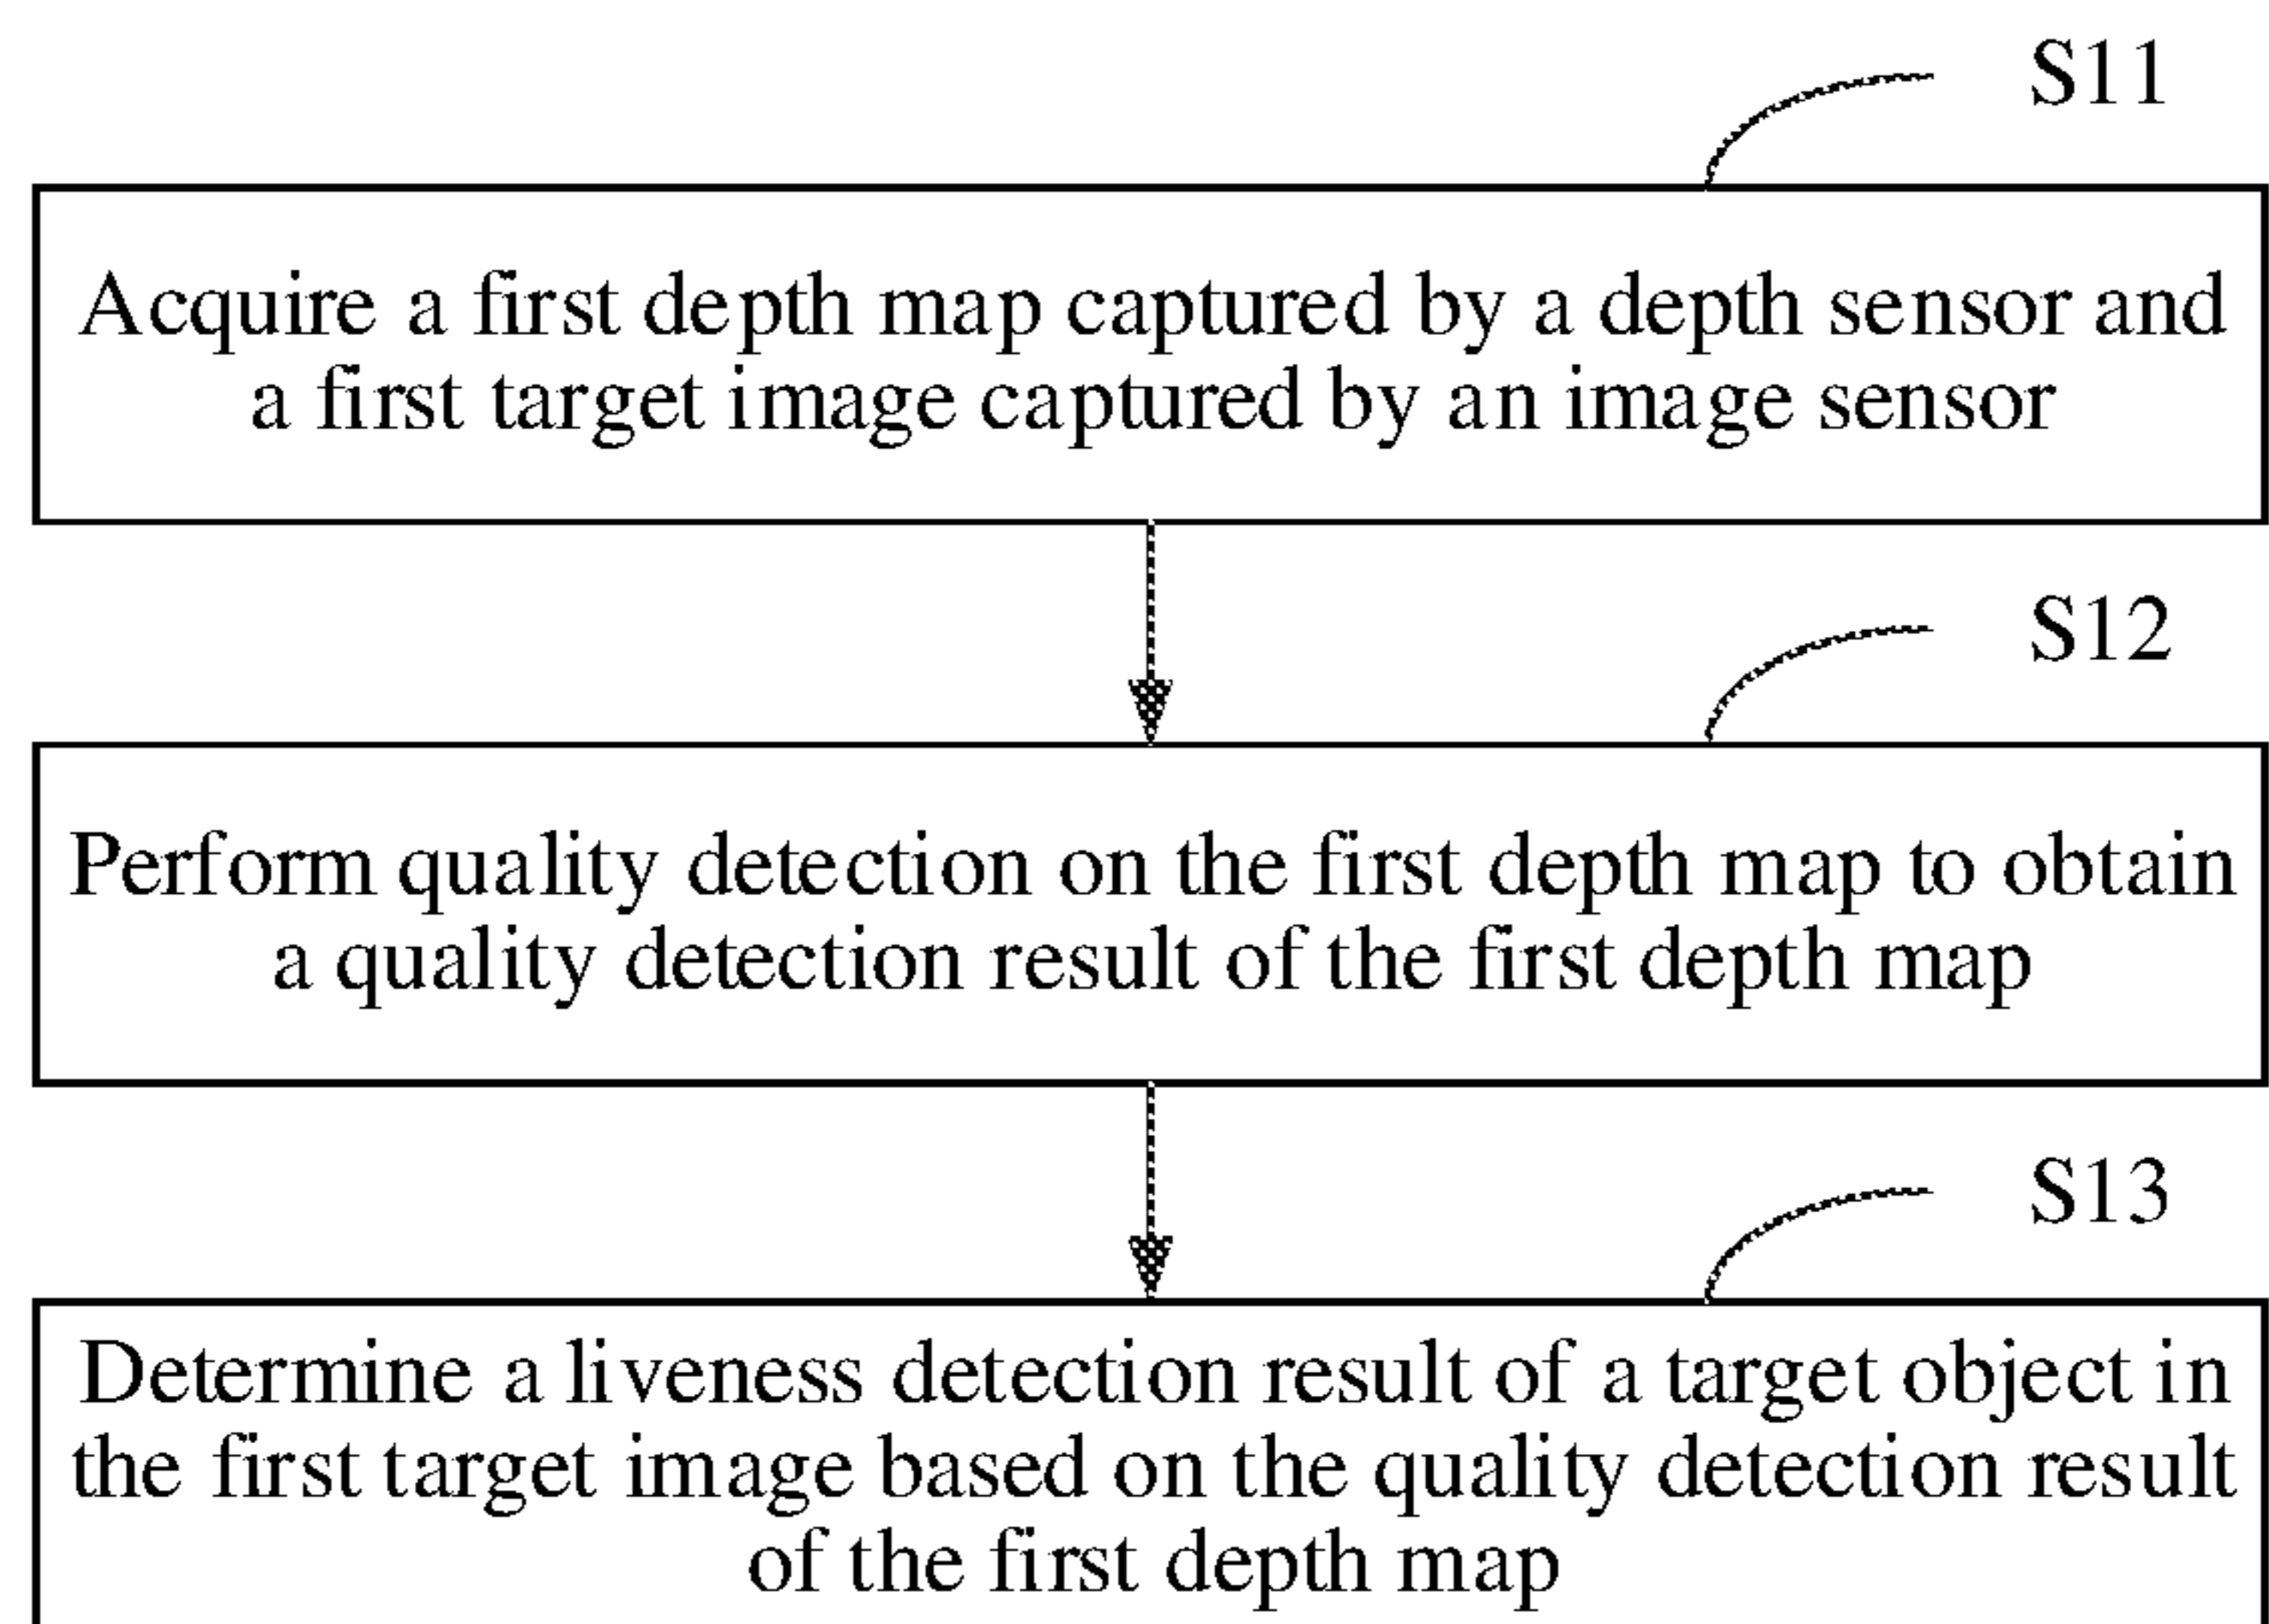 S11
Acquire a first depth map captured by a depth sensor and
a first target image captured by an image sensor
S12
Perform quality detection on the first depth map to obtain
a quality detection result of the first depth map
S13
Determine a liveness detection result of a target object in
the first target image based on the quality detection result
of the first depth map